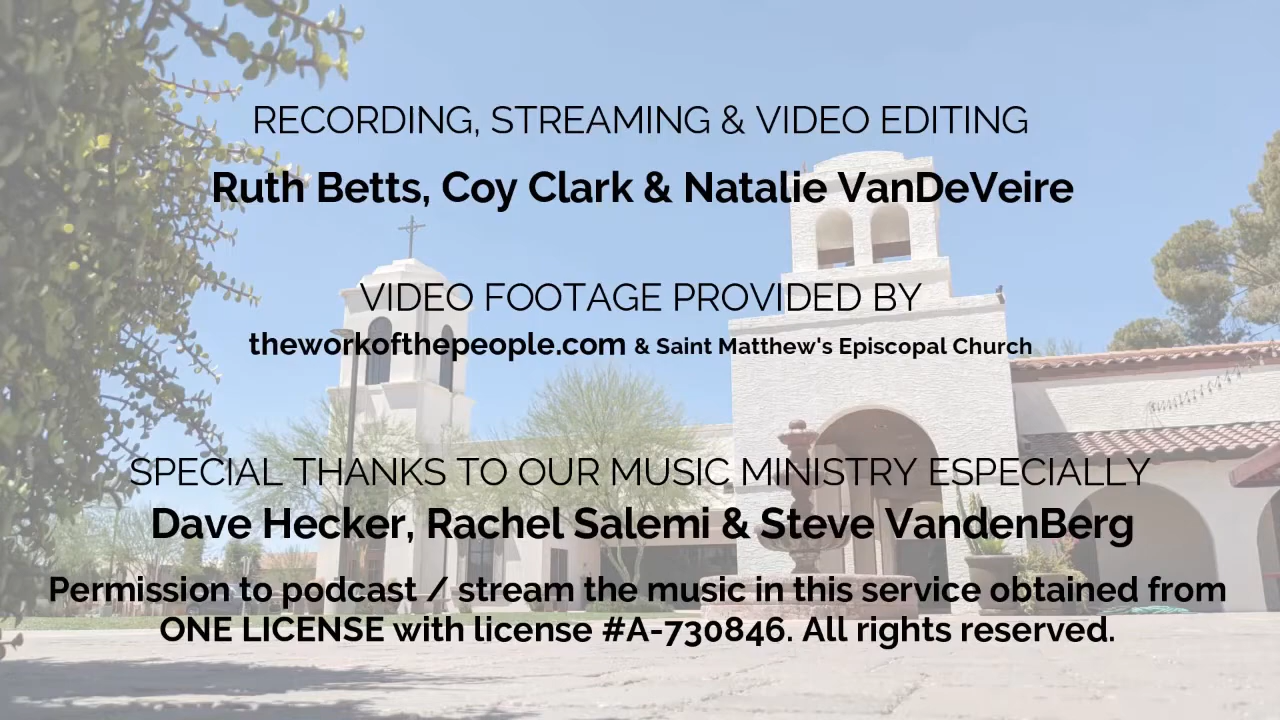 RECORDING, STREAMING & VIDEO EDITING
Ruth Betts, Coy Clark & Natalie VanDeVeire
VIDEO FOOTAGE PROVIDED BY
theworkofthepeople.com & Saint Matthew's Episcopal Church
SPECIAL THANKS TO OUR MUSIC MINISTRY ESPECIALLY
Dave Hecker, Rachel Salemi & Steve VandenBerg
Permission to podcast / stream the music in this service obtained from
ONE LICENSE with license #A-730846. All rights reserved.